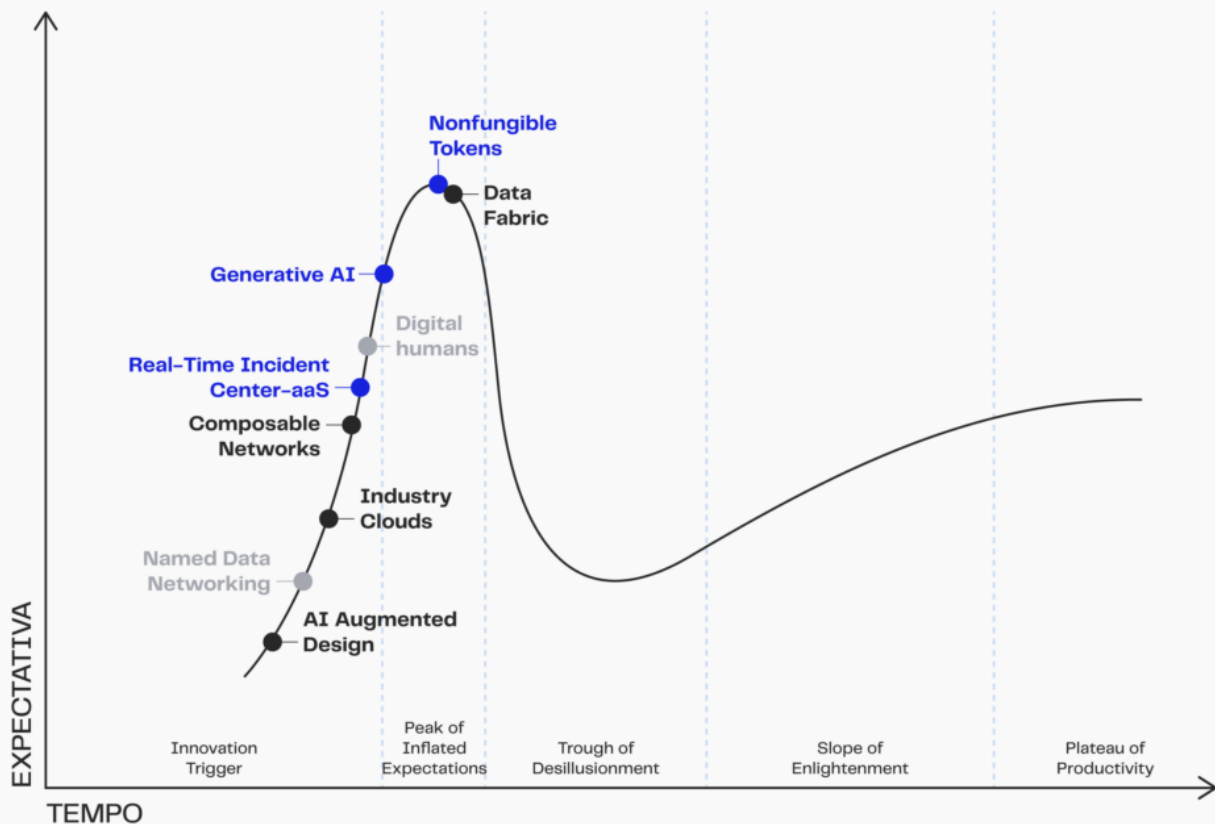 Nonfungible
Tokens
Data
Fabric
Generative AI
Digital
humans
Real-Time Incident
Center-aaS
Composable
Networks
Industry
Clouds
Named Data
Networking
AI Augmented
Design
EXPECTATIVA
Innovation
Trigger
Peak of
Inflated
Expectations
Trough of
Desillusionment
Slope of
Enlightenment
Plateau of
Productivity
TEMPO